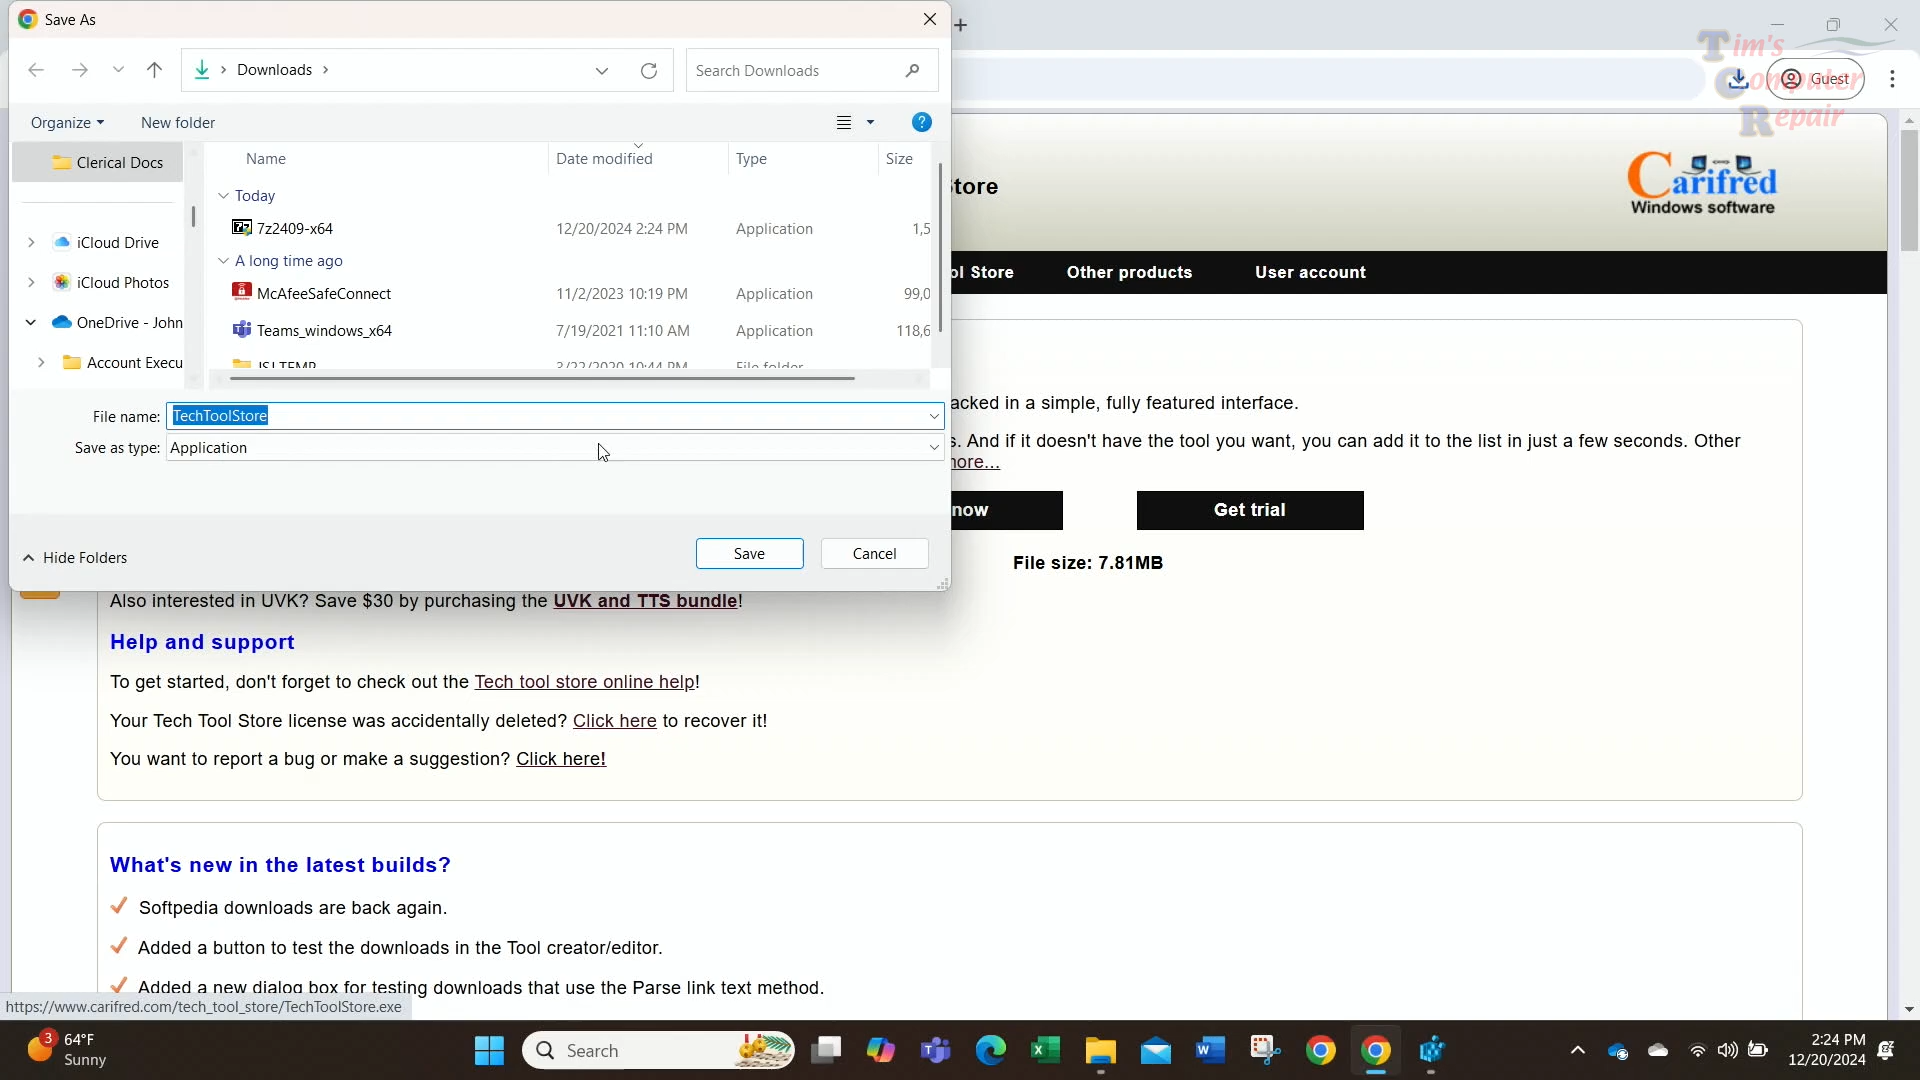 Save As
Tim's
Computer
Repair
Downloads
Search Downloads
Guest
Organize
New folder
Clerical Docs
Name
Date modified
Type
Size
Today
7z2409-x64
12/20/2024 2:24 PM
Application
1,5
A long time ago
McAfeeSafeConnect
11/2/2023 10:19 PM
Application
99,0
Teams_windows_x64
7/19/2021 11:10 AM
Application
118,6
iCloud Drive
iCloud Photos
OneDrive - John
Account Execu
File name: TechToolStore
Save as type: Application
Hide Folders
Save
Cancel
Store
Carifred
Windows software
ol Store
Other products
User account
acked in a simple, fully featured interface.
s. And if it doesn't have the tool you want, you can add it to the list in just a few seconds. Other
more...
now
Get trial
File size: 7.81MB
Also interested in UVK? Save $30 by purchasing the UVK and TTS bundle!
Help and support
To get started, don't forget to check out the Tech tool store online help!
Your Tech Tool Store license was accidentally deleted? Click here to recover it!
You want to report a bug or make a suggestion? Click here!
What's new in the latest builds?
Softpedia downloads are back again.
Added a button to test the downloads in the Tool creator/editor.
Added a new dialog box for testing downloads that use the Parse link text method.
https://www.carifred.com/tech_tool_store/TechToolStore.exe
3
64°F
Sunny
Search
2:24 PM
12/20/2024